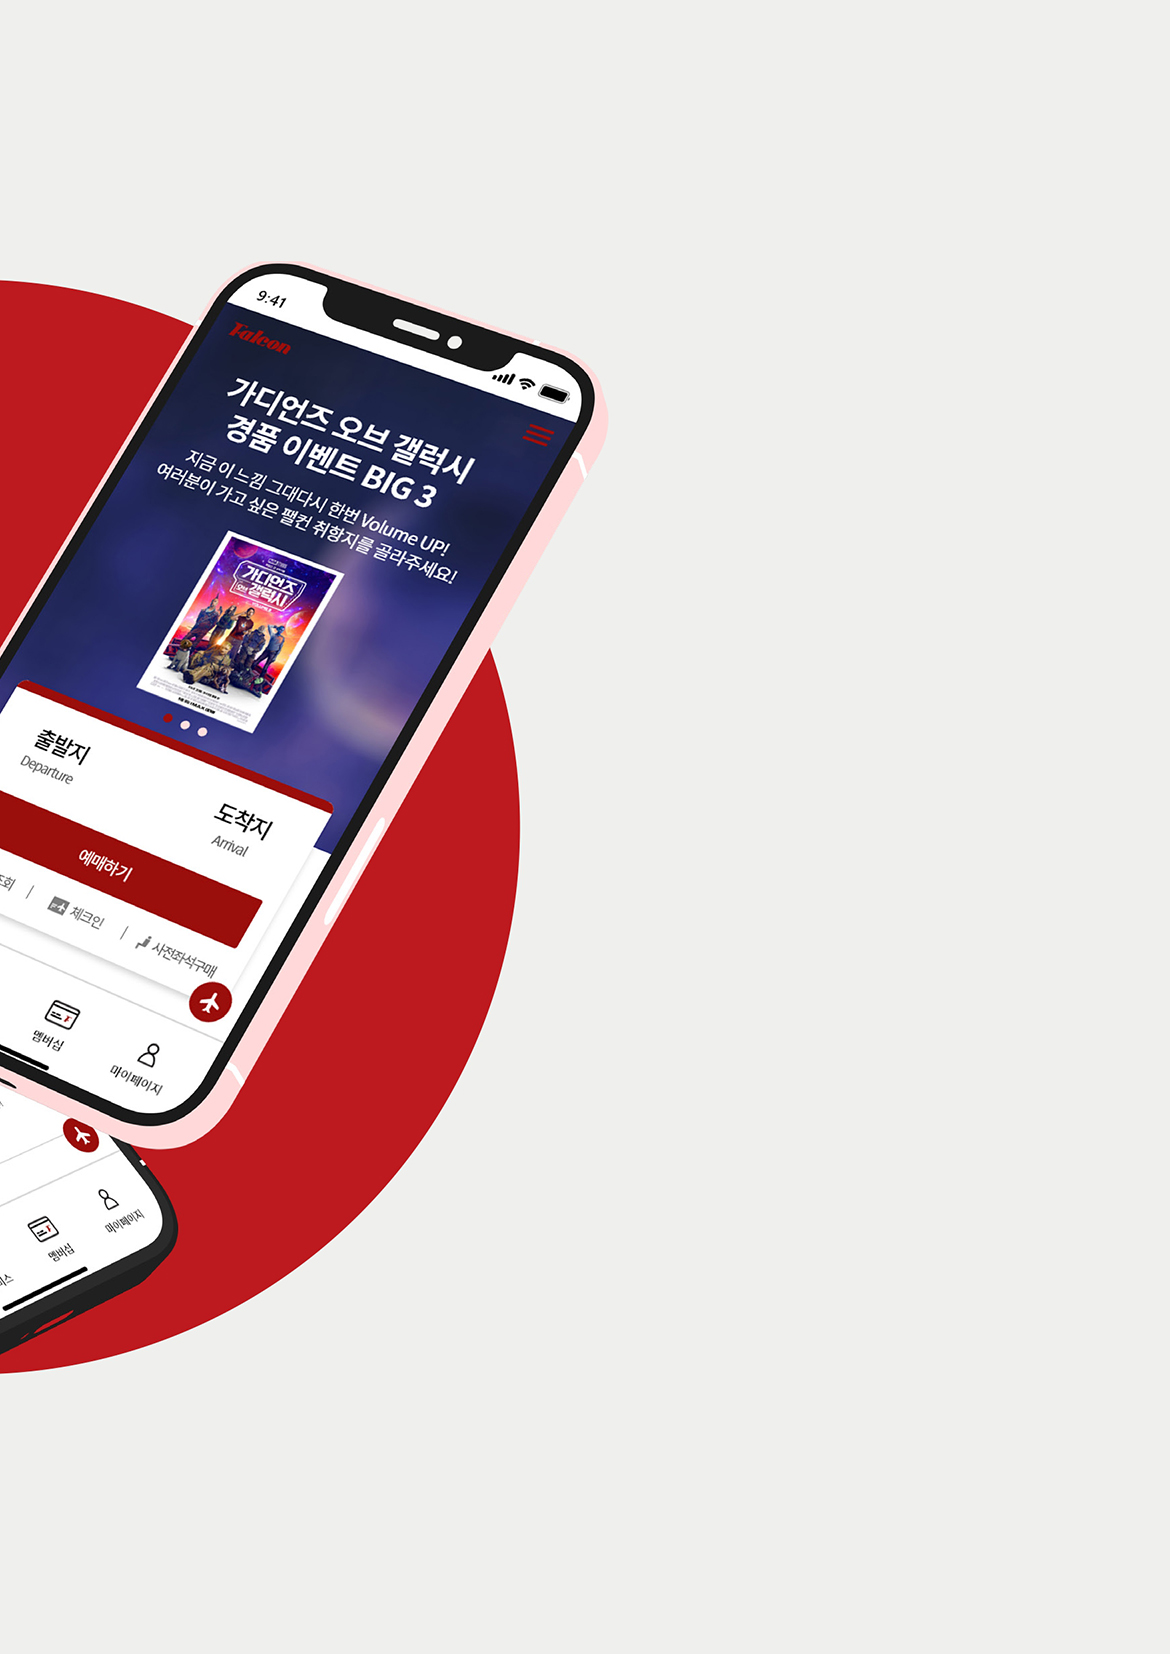 9:41
Falcon
가디언즈 오브 갤럭시
경품 이벤트 BIG 3
지금 이 느낌 그대다시 한번 Volume UP!
여러분이 가고 싶은 팰컨 취항지를 골라주세요!
가디언즈
오브 갤럭시
출발지
Departure
도착지
Arrival
예매하기
체크인
사전좌석구매
멤버십
마이페이지
멤버십
마이페이지